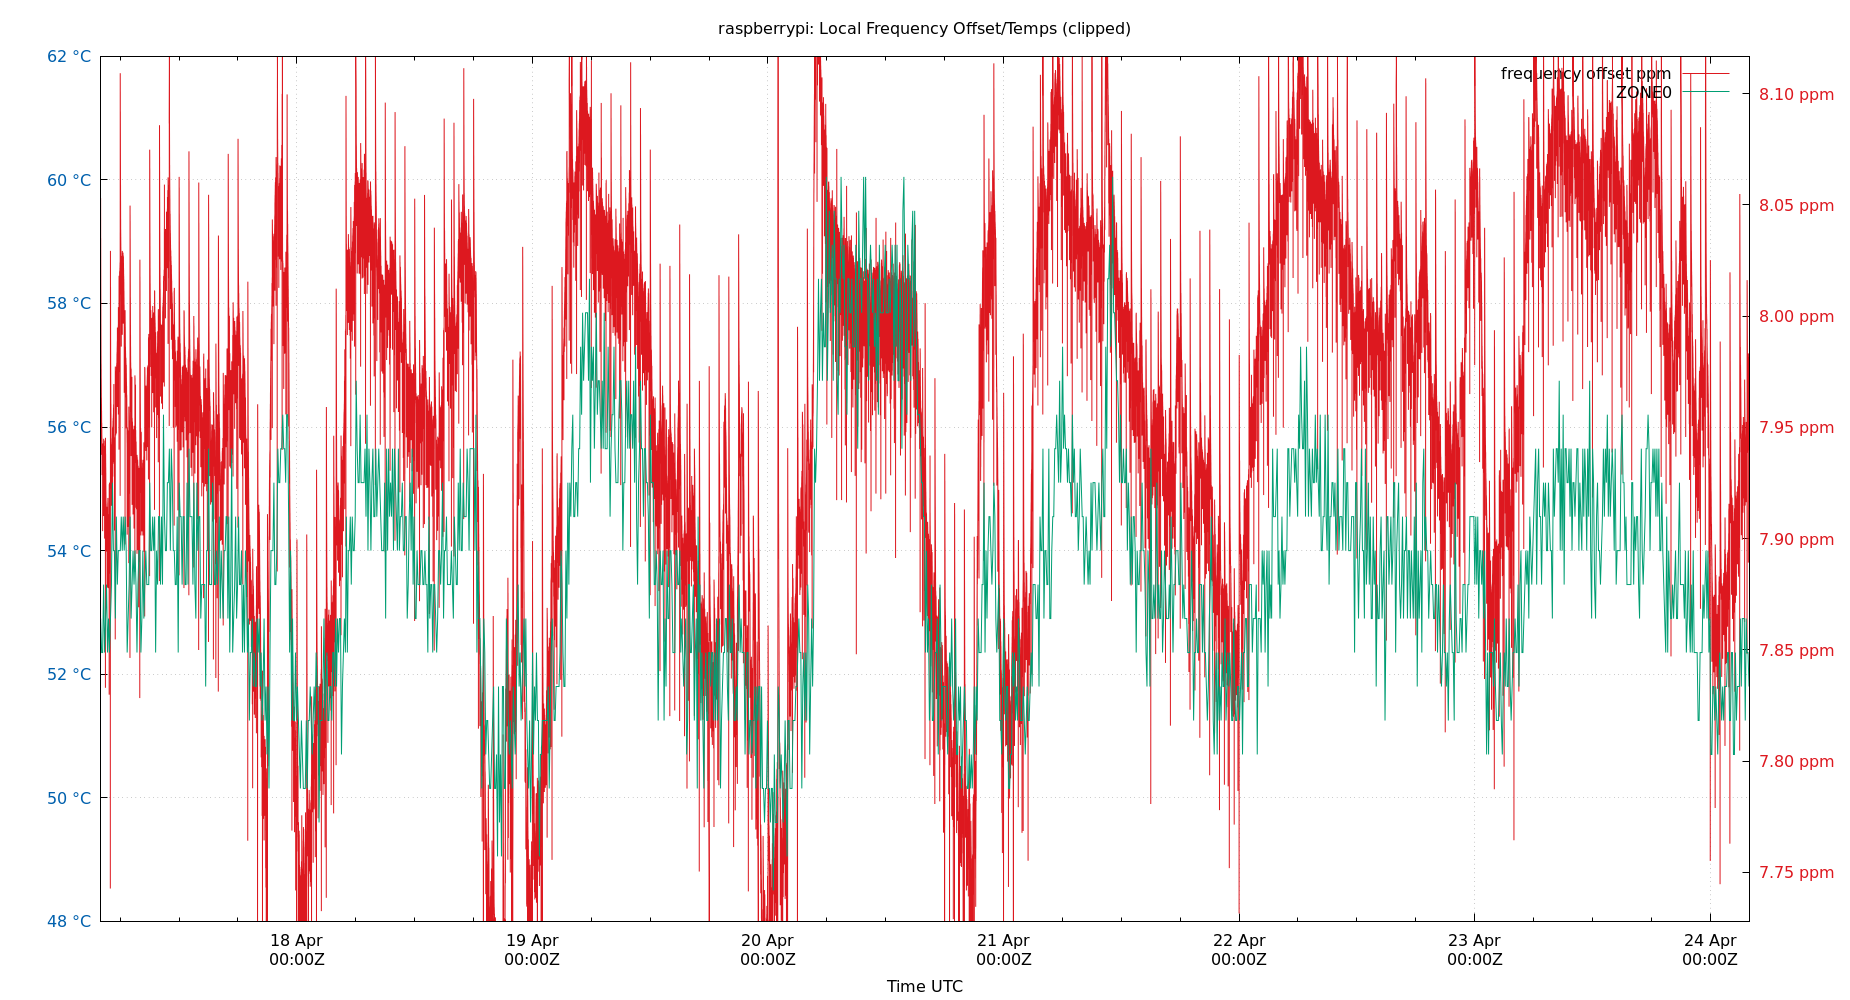 raspberrypi: Local Frequency Offset/Temps (clipped)
62 °C
60 °C
58 °C
56 °C
54 °C
52 °C
50 °C
48 °C
frequency offset ppm
ZONE0
8.10 ppm
8.05 ppm
8.00 ppm
7.95 ppm
7.90 ppm
7.85 ppm
7.80 ppm
7.75 ppm
18 Apr
00:00Z
19 Apr
00:00Z
20 Apr
00:00Z
21 Apr
00:00Z
22 Apr
00:00Z
23 Apr
00:00Z
24 Apr
00:00Z
Time UTC